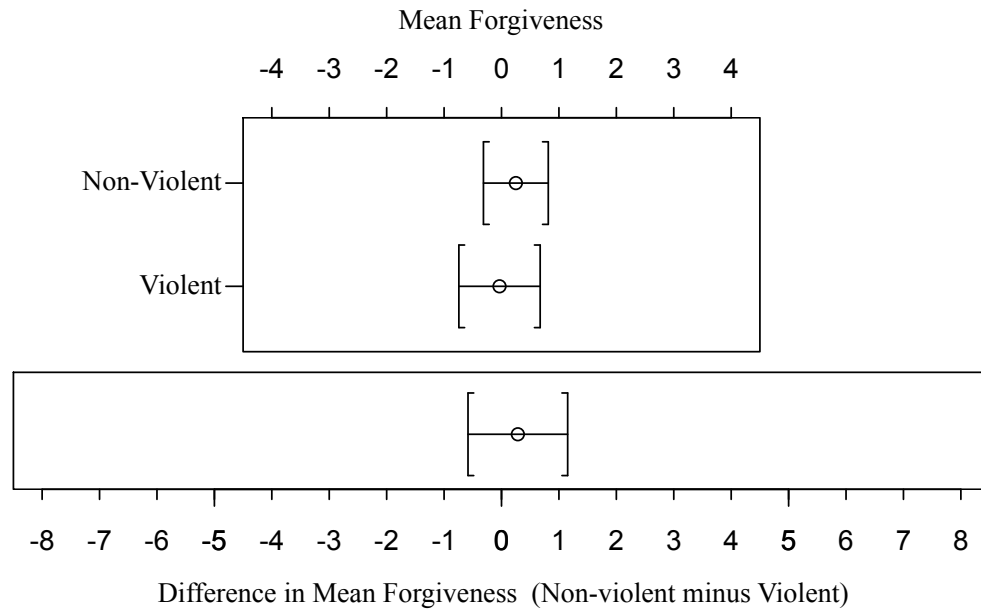 Mean Forgiveness
-4 -3 -2 -1 0 1 2 3 4
Non-Violent
Violent
-8 -7 -6 -5 -4 -3 -2 -1 0 1 2 3 4 5 6 7 8
Difference in Mean Forgiveness (Non-violent minus Violent)